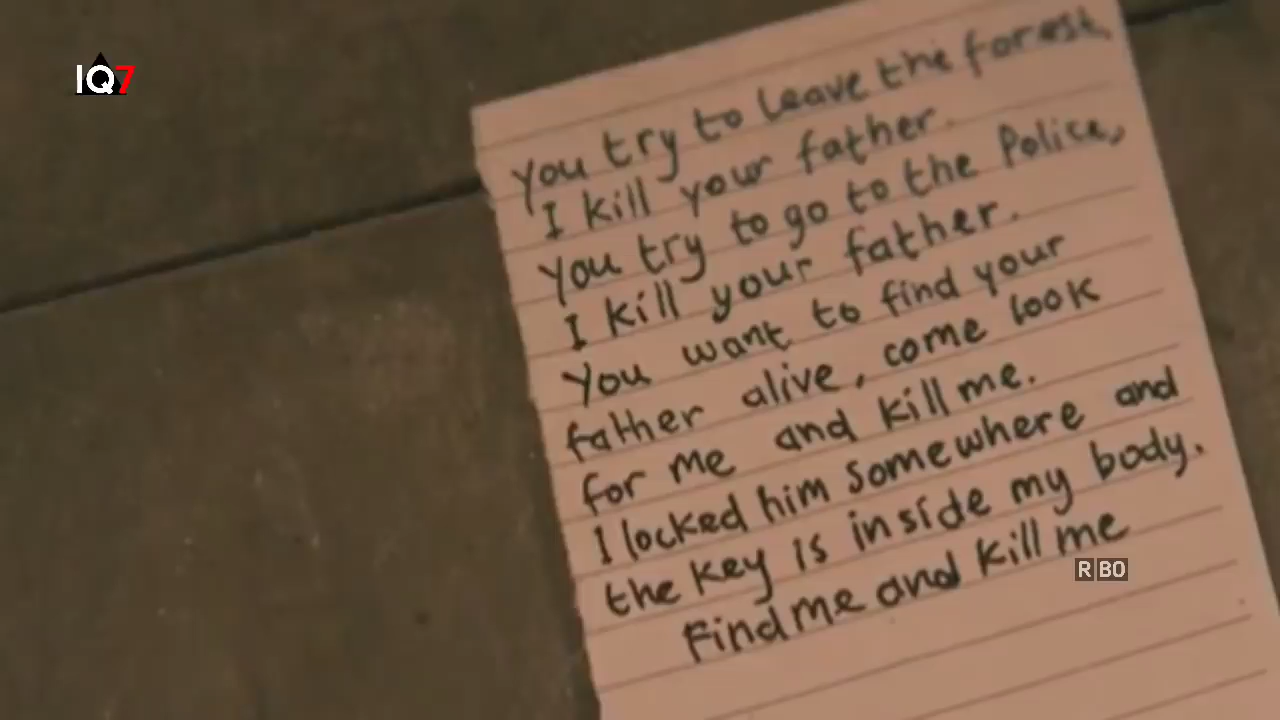 IQ7
You try to leave the forest,
I kill your father.
You try to go to the Police,
I kill your father.
You want to find your
father alive, come look
for me and kill me.
I locked him somewhere and
the key is inside my body.
Find me and kill me
RBO